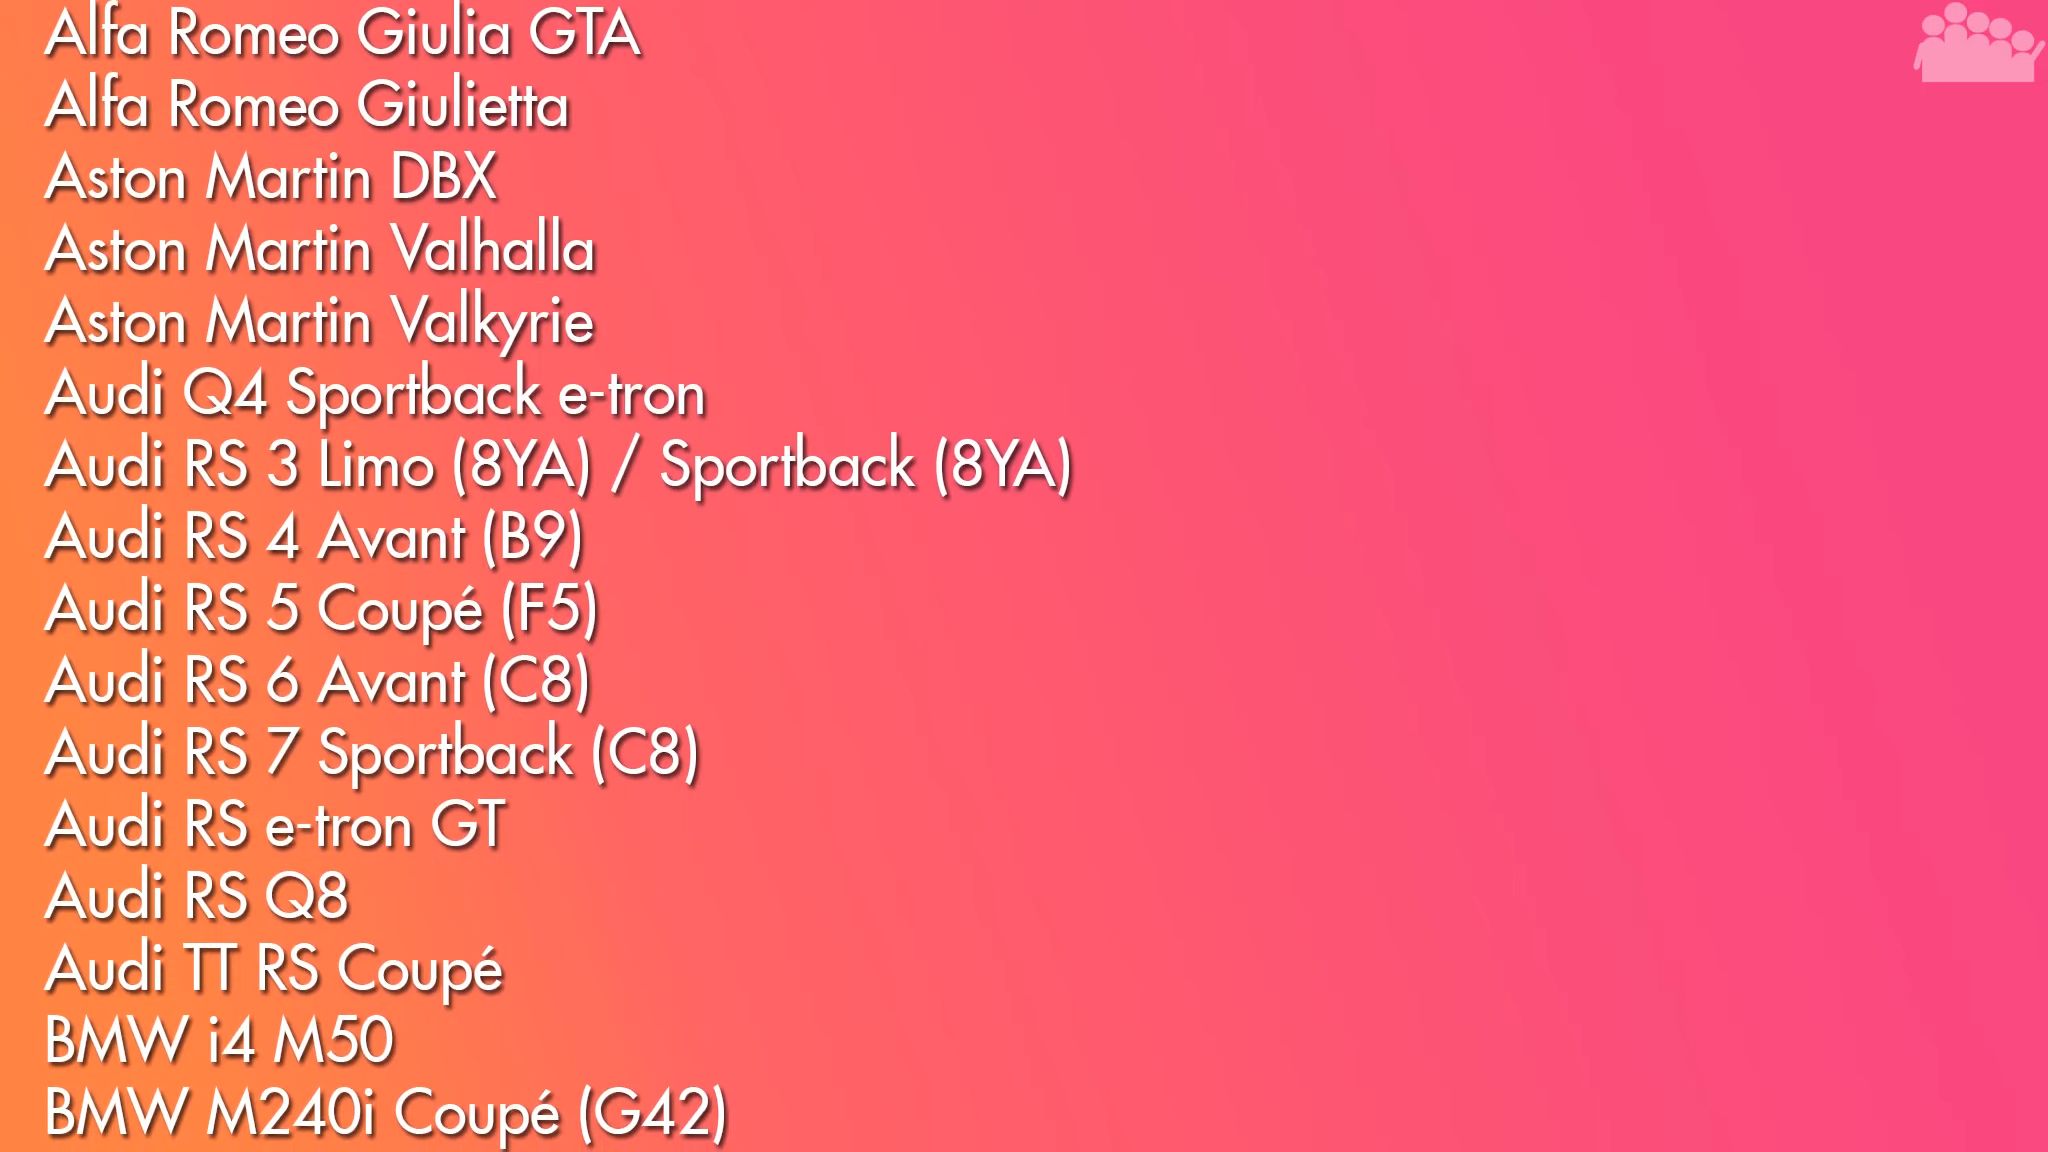 Alfa Romeo Giulia GTA
Alfa Romeo Giulietta
Aston Martin DBX
Aston Martin Valhalla
Aston Martin Valkyrie
Audi Q4 Sportback e-tron
Audi RS 3 Limo (8YA) / Sportback (8YA)
Audi RS 4 Avant (B9)
Audi RS 5 Coupé (F5)
Audi RS 6 Avant (C8)
Audi RS 7 Sportback (C8)
Audi RS e-tron GT
Audi RS Q8
Audi TT RS Coupé
BMW i4 M50
BMW M240i Coupé (G42)